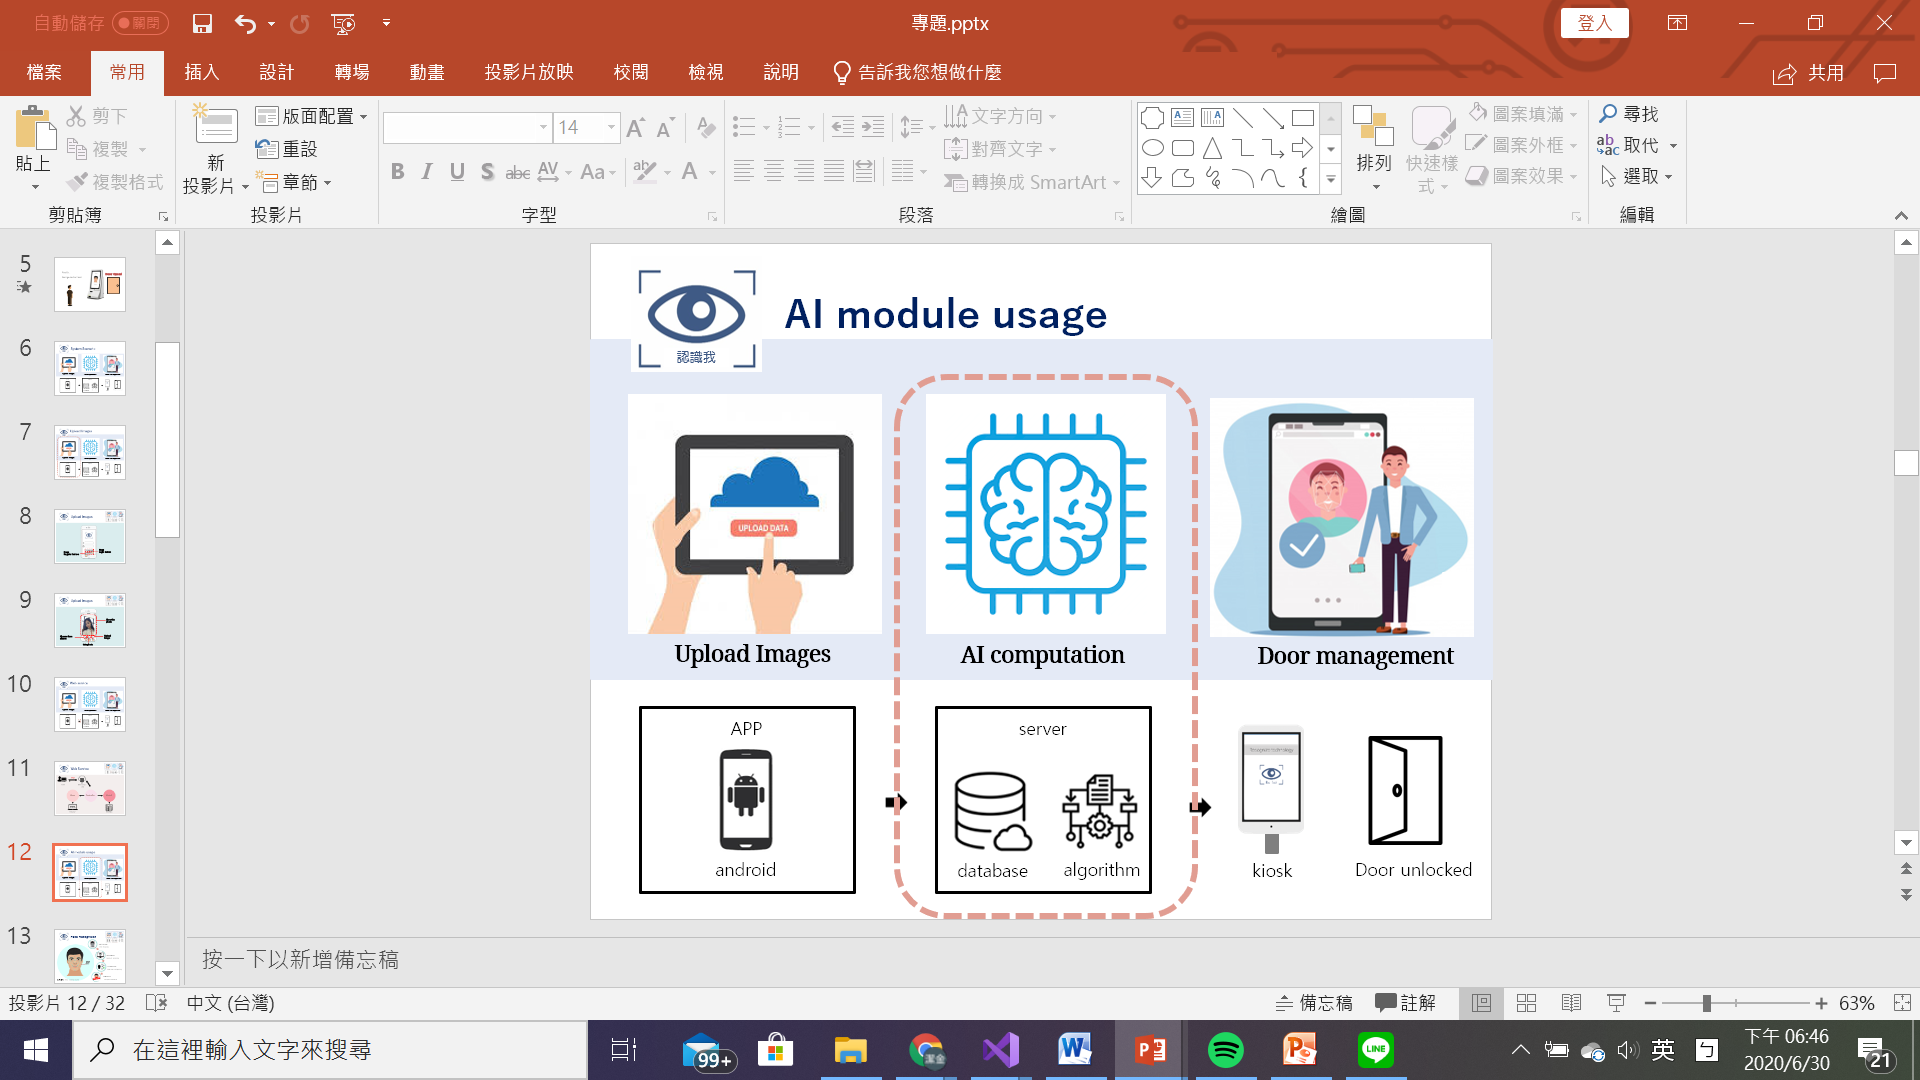 自動儲存 關閉
專題.pptx
登入
檔案 常用 插入 設計 轉場 動畫 投影片放映 校閱 檢視 說明 告訴我您想做什麼
共用
貼上
剪下
複製
複製格式
剪貼簿
新
投影片
版面配置
重設
章節
投影片
14
字型
文字方向
對齊文字
轉換成 SmartArt
段落
排列
快速樣
式
圖案填滿
圖案外框
圖案效果
繪圖
尋找
取代
選取
編輯
5
6
7
8
9
10
11
12
13
認識我
AI module usage
UPLOAD DATA
Upload Images
AI computation
Door management
APP
android
server
database
algorithm
kiosk
Door unlocked
按一下以新增備忘稿
投影片 12 / 32
中文 (台灣)
備忘稿
註解
63%
在這裡輸入文字來搜尋
99+
英
下午 06:46
2020/6/30
21